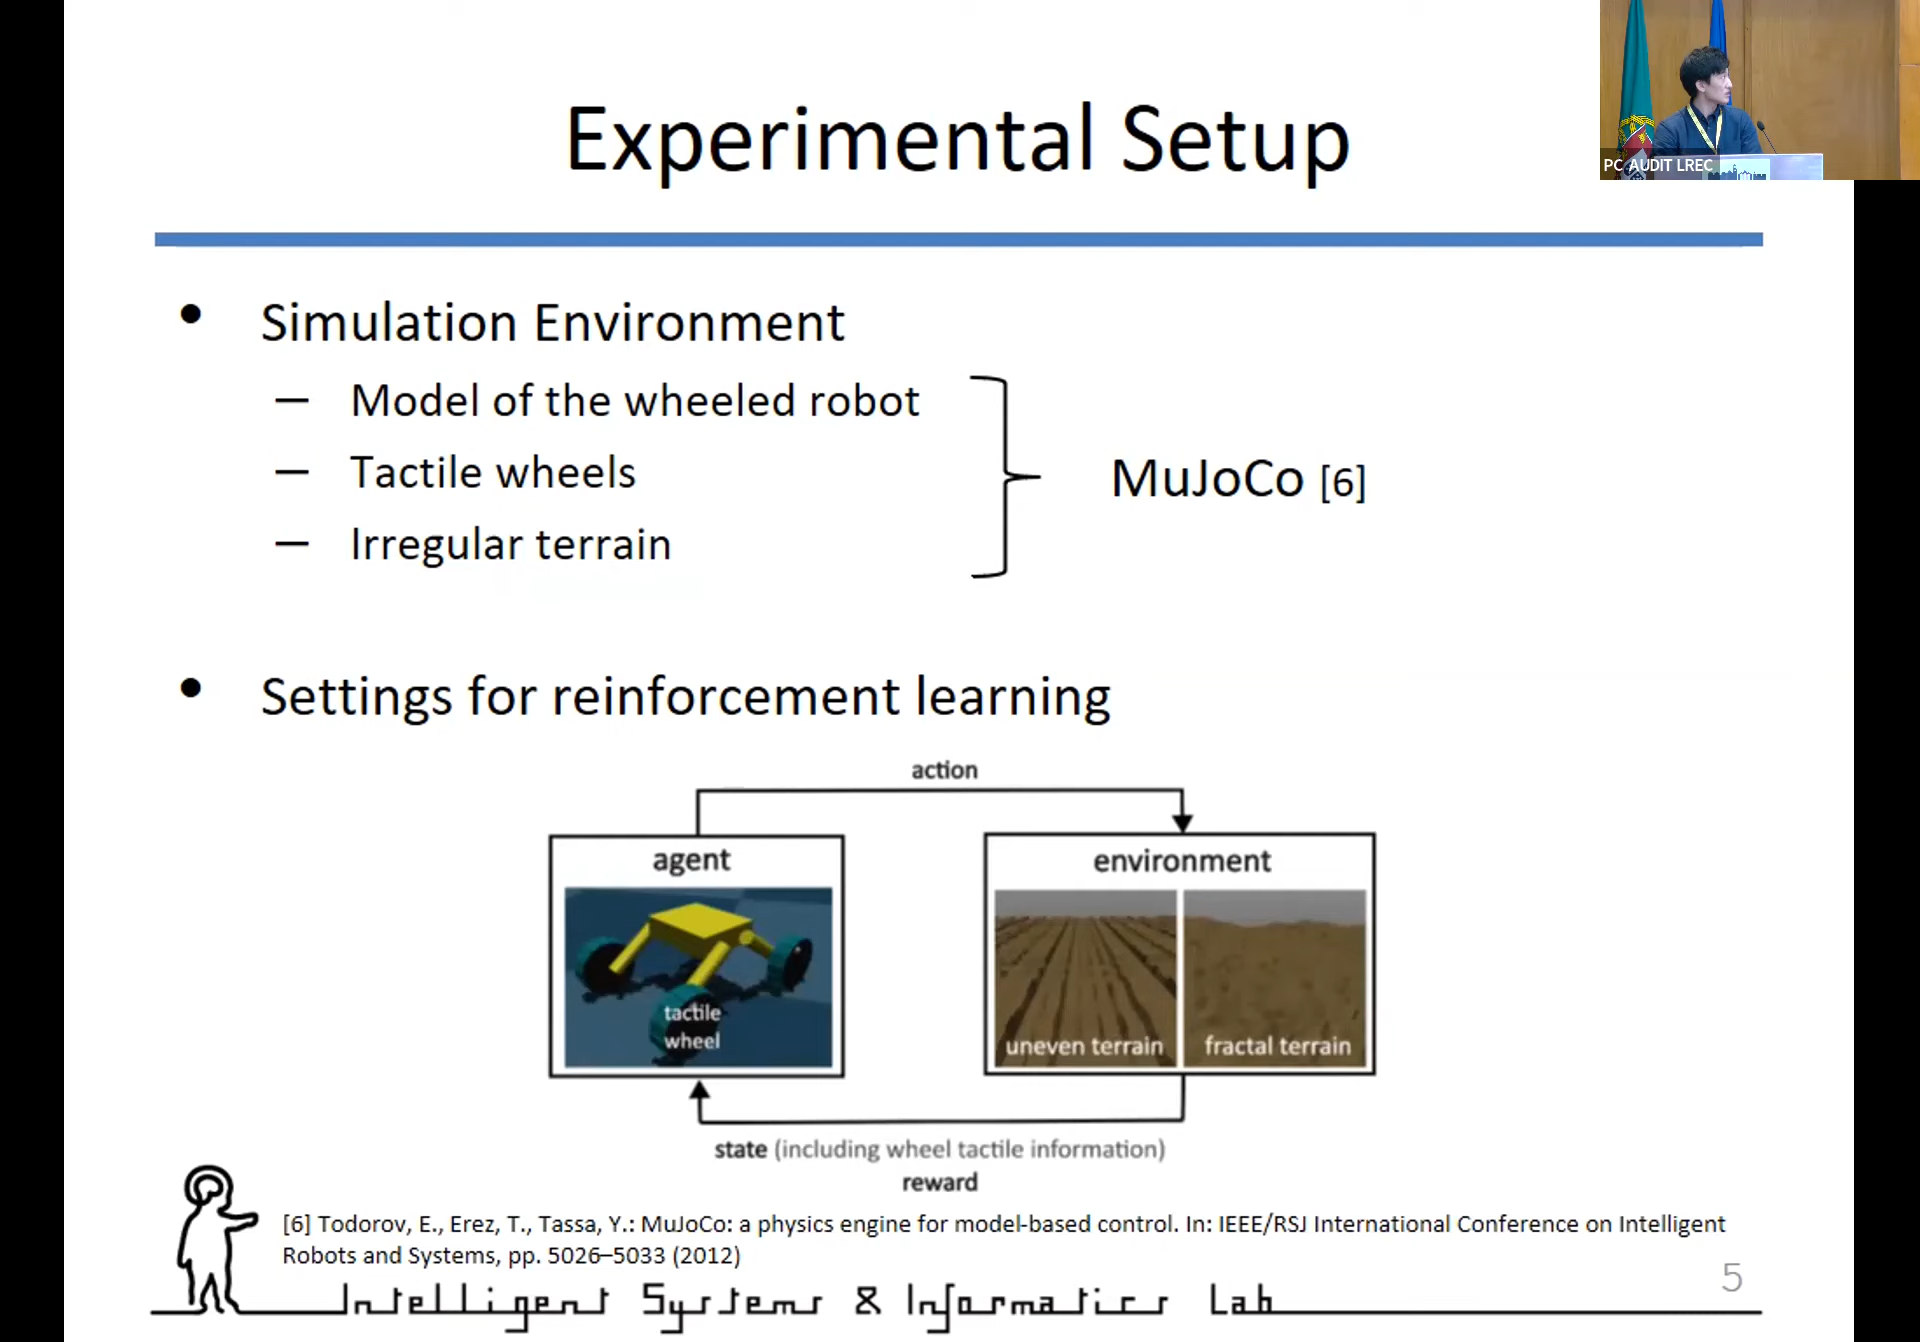 PC AUDIT LREC
Experimental Setup
• Simulation Environment
– Model of the wheeled robot
– Tactile wheels
– Irregular terrain
MuJoCo [6]
• Settings for reinforcement learning
action
agent
tactile
wheel
environment
uneven terrain
fractal terrain
state (including wheel tactile information)
reward
[6] Todorov, E., Erez, T., Tassa, Y.: MuJoCo: a physics engine for model-based control. In: IEEE/RSJ International Conference on Intelligent
Robots and Systems, pp. 5026–5033 (2012)
5
Intelligent Systems & Informatics Lab